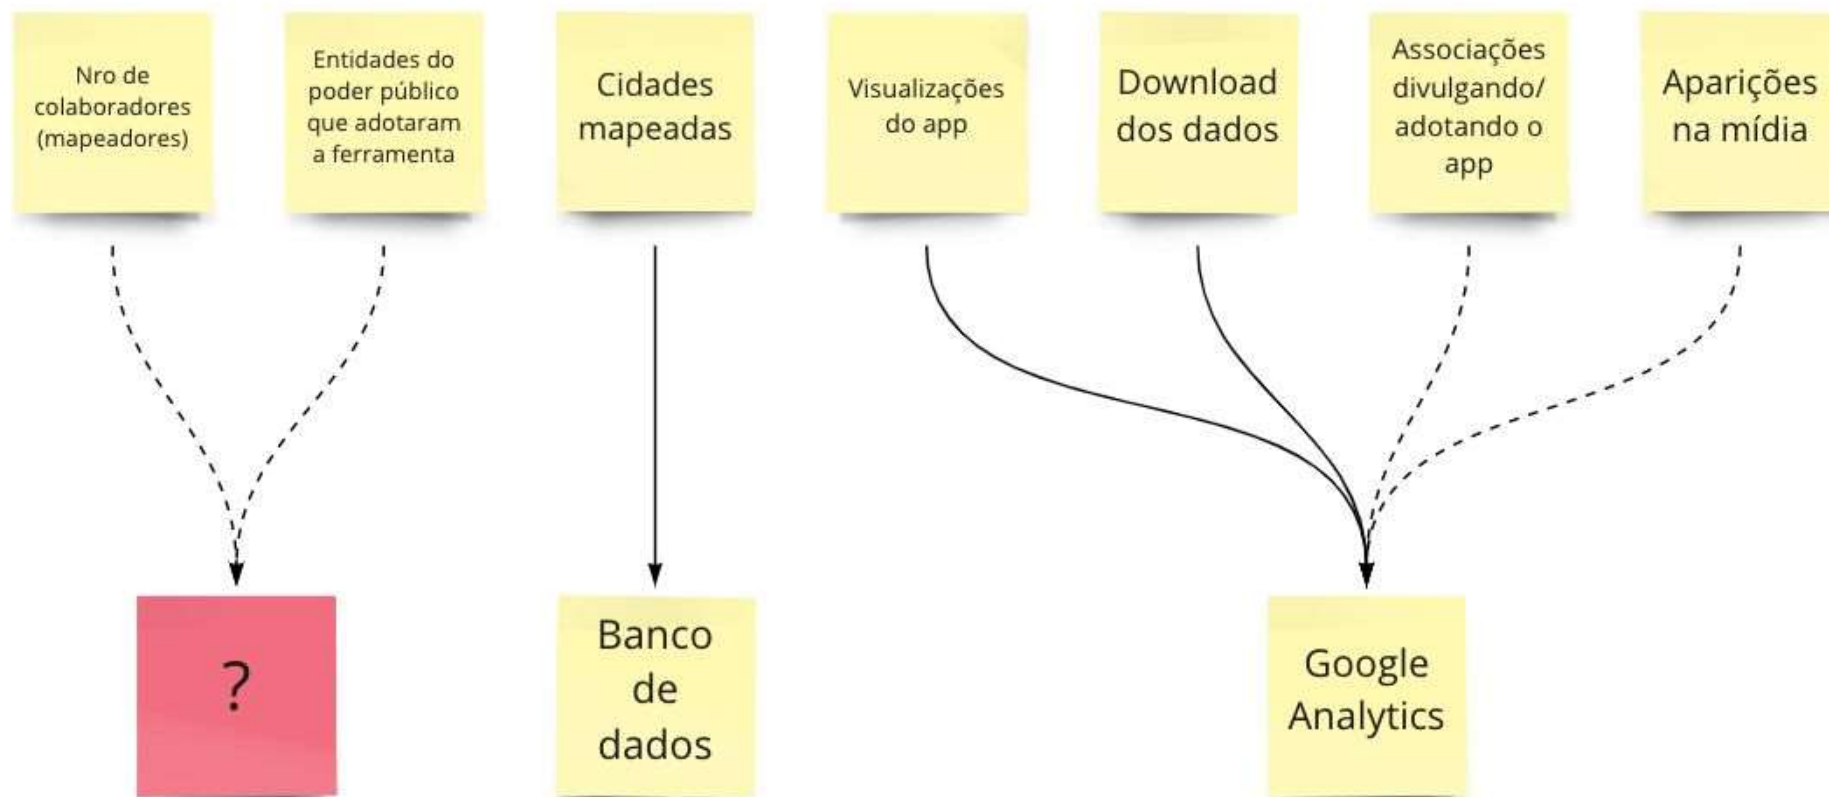 Nro de
colaboradores
(mapeadores)
Entidades do
poder público
que adotaram
a ferramenta
Cidades
mapeadas
Visualizações
do app
Download
dos dados
Associações
divulgando/
adotando o
app
Aparições
na mídia
?
Banco
de
dados
Google
Analytics